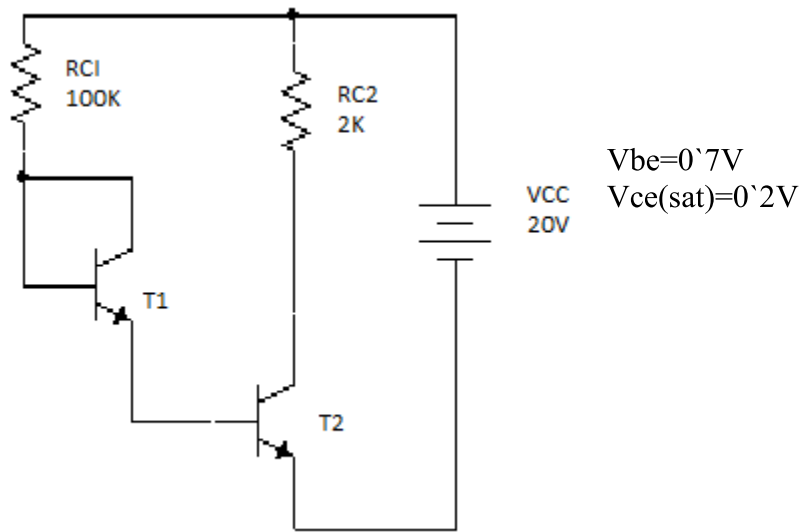 RCI
100K
RC2
2K
Vbe=0`7V
Vce(sat)=0`2V
VCC
20V
T1
T2